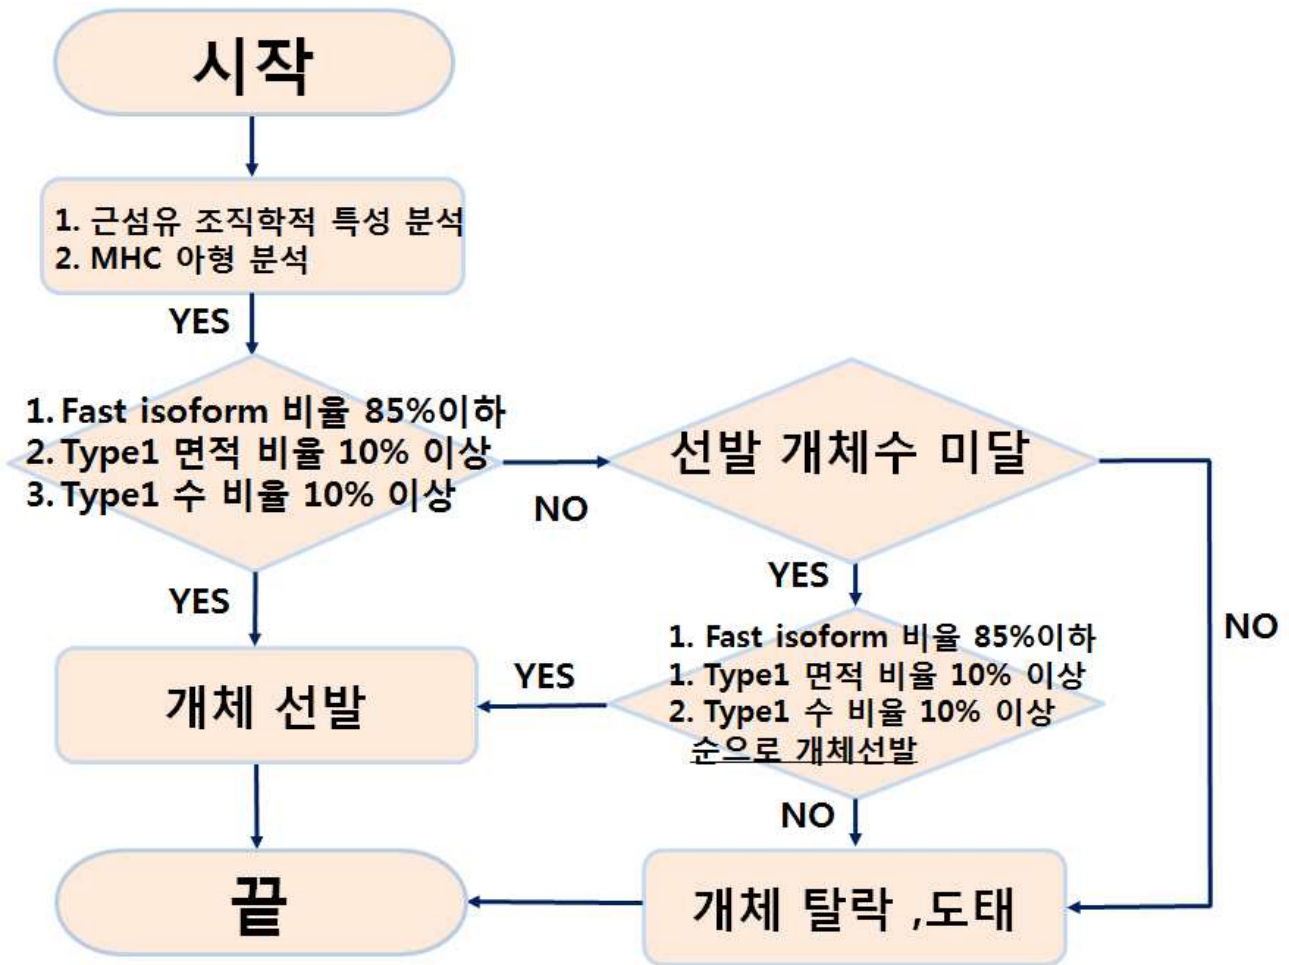 시작
1. 근섬유 조직학적 특성 분석
2. MHC 아형 분석
YES
1. Fast isoform 비율 85%이하
2. Type1 면적 비율 10% 이상
3. Type1 수 비율 10% 이상
NO
선발 개체수 미달
YES
YES
NO
1. Fast isoform 비율 85%이하
1. Type1 면적 비율 10% 이상
2. Type1 수 비율 10% 이상
순으로 개체선발
YES
개체 선발
NO
끝
개체 탈락 ,도태